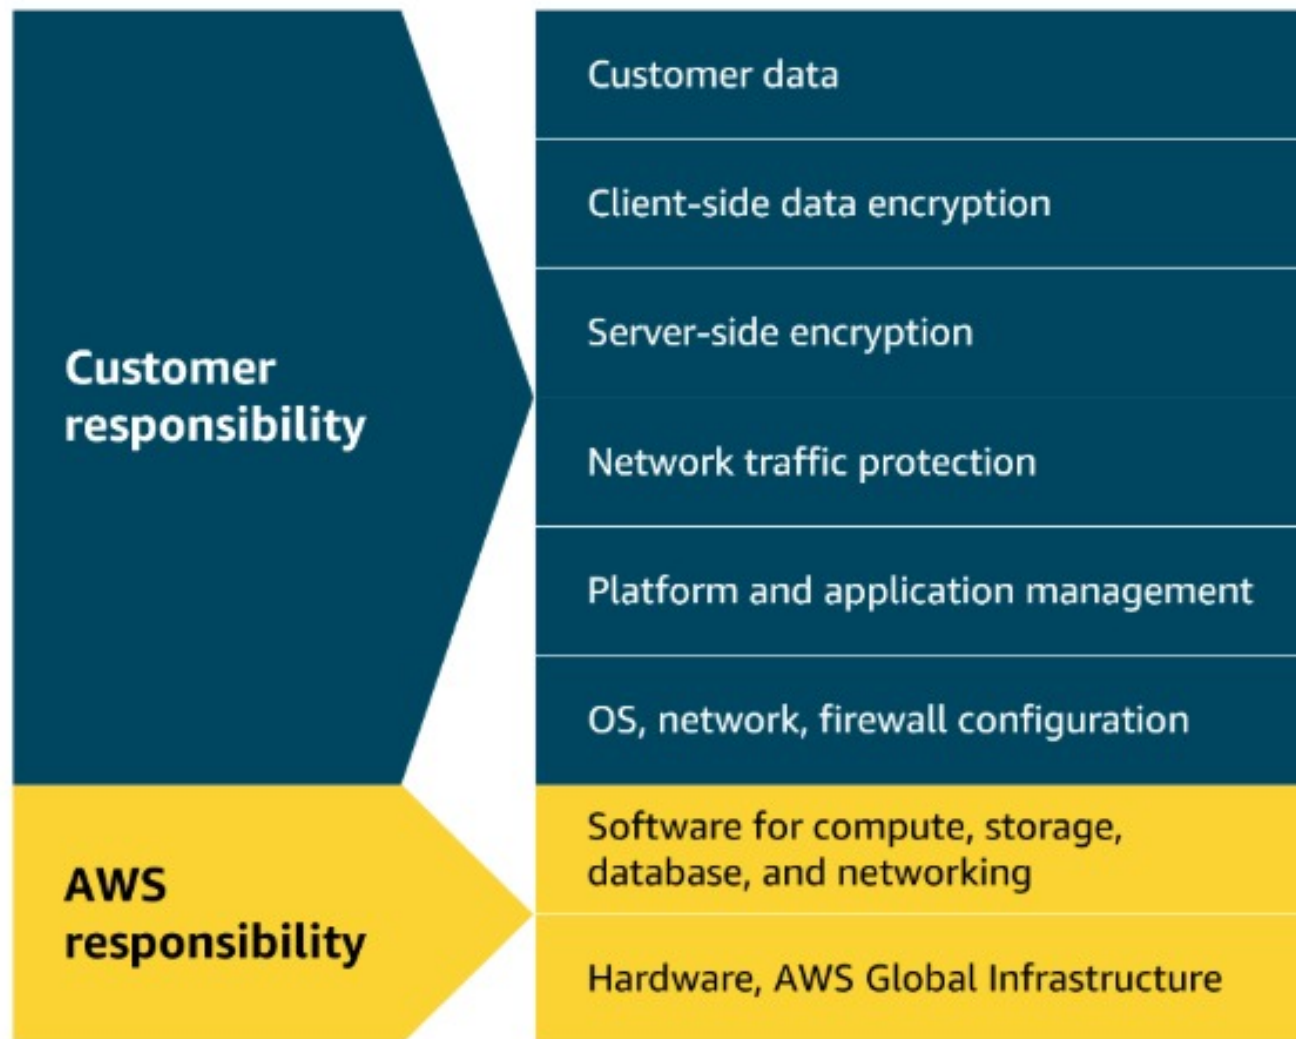 Customer
responsibility
Customer data
Client-side data encryption
Server-side encryption
Network traffic protection
Platform and application management
OS, network, firewall configuration
AWS
responsibility
Software for compute, storage,
database, and networking
Hardware, AWS Global Infrastructure